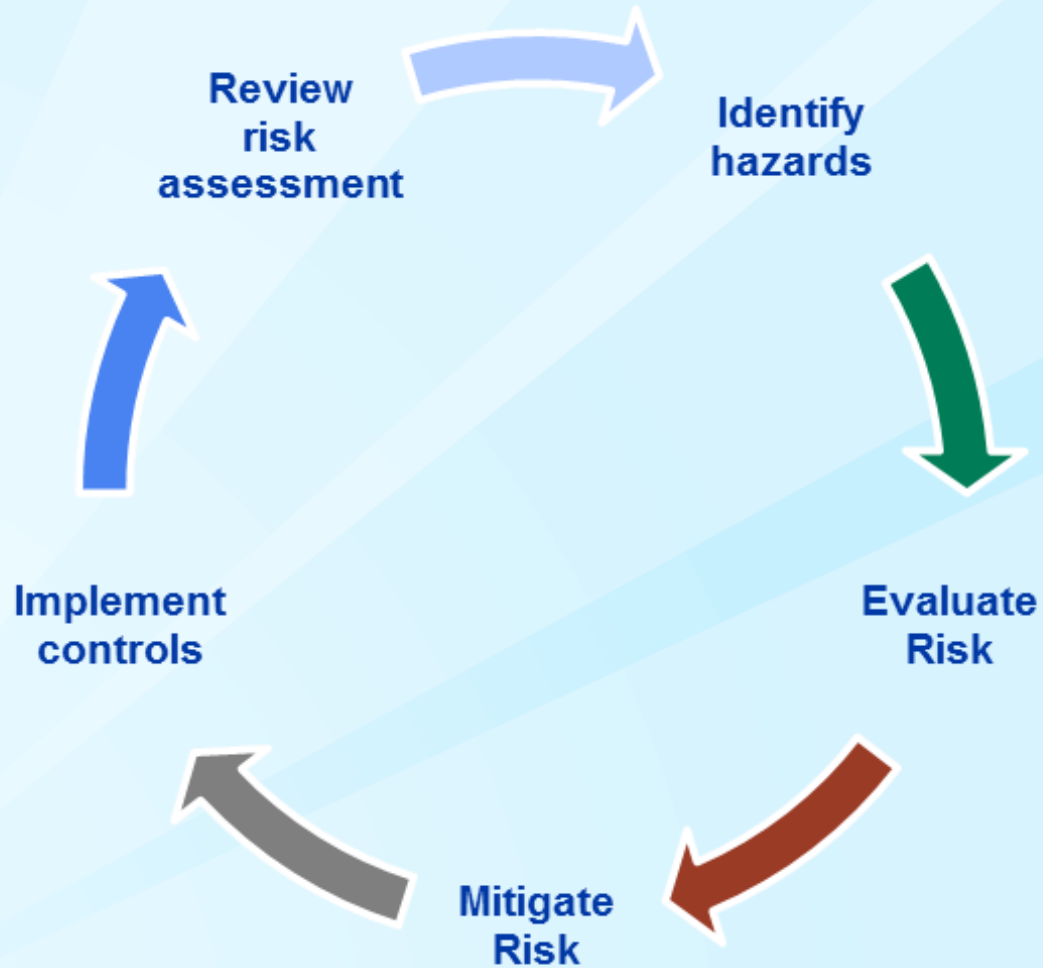 Review
risk
assessment
Identify
hazards
Evaluate
Risk
Mitigate
Risk
Implement
controls